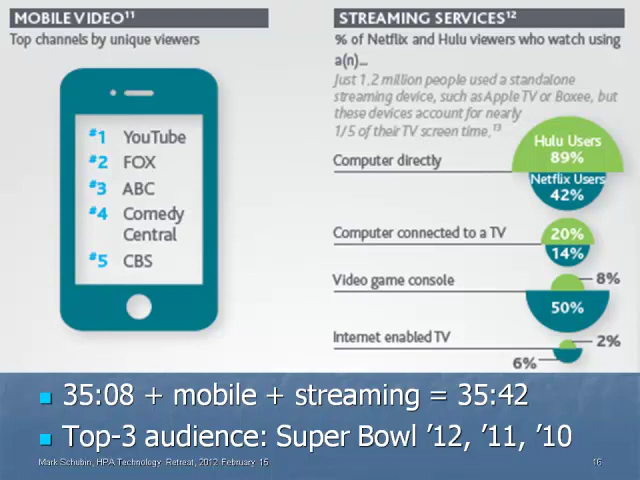 MOBILE VIDEO11
Top channels by unique viewers
#1 YouTube
#2 FOX
#3 ABC
#4 Comedy
Central
#5 CBS
STREAMING SERVICES12
% of Netflix and Hulu viewers who watch using
a(n)...
Just 1.2 million people used a standalone
streaming device, such as Apple TV or Boxee, but
these devices account for nearly
1/5 of their TV screen time.13
Hulu Users
89%
Computer directly
Netflix Users
42%
Computer connected to a TV
20%
14%
Video game console
8%
50%
Internet enabled TV
2%
6%
35:08 + mobile + streaming = 35:42
Top-3 audience: Super Bowl ’12, ’11, ’10
Mark Schubin, HPA Technology Retreat, 2012 February 15
16